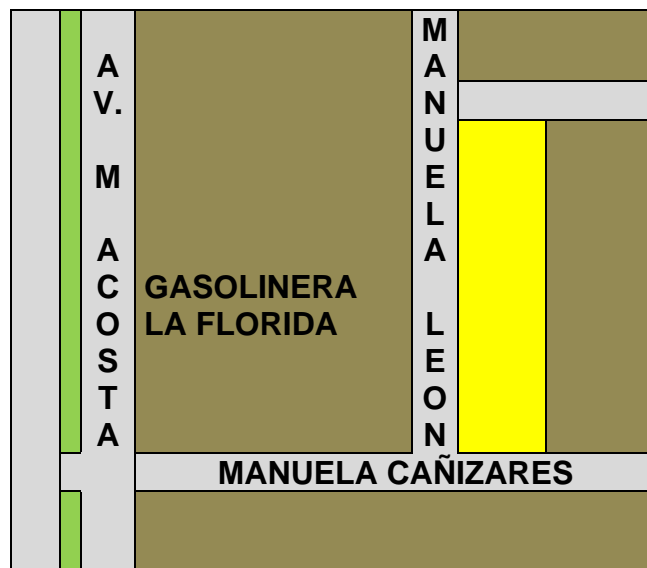 AV. M ACOSTA
GASOLINERA
LA FLORIDA
MANUELA LEON
MANUELA CAÑIZARES